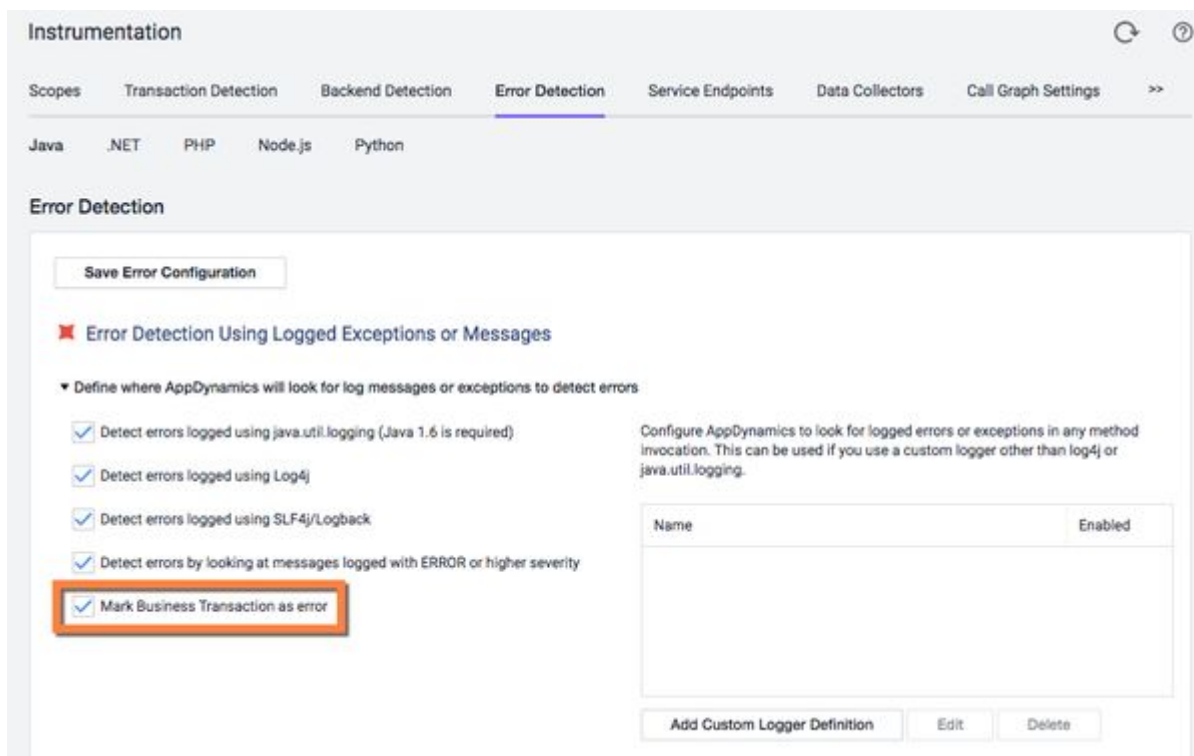 Instrumentation
Scopes Transaction Detection Backend Detection Error Detection Service Endpoints Data Collectors Call Graph Settings >>
Java .NET PHP Node.js Python
Error Detection
Save Error Configuration
Error Detection Using Logged Exceptions or Messages
Define where AppDynamics will look for log messages or exceptions to detect errors
Detect errors logged using java.util.logging (Java 1.6 is required)
Detect errors logged using Log4j
Detect errors logged using SLF4j/Logback
Detect errors by looking at messages logged with ERROR or higher severity
Mark Business Transaction as error
Configure AppDynamics to look for logged errors or exceptions in any method
invocation. This can be used if you use a custom logger other than log4j or
java.util.logging.
Name Enabled
Add Custom Logger Definition Edit Delete